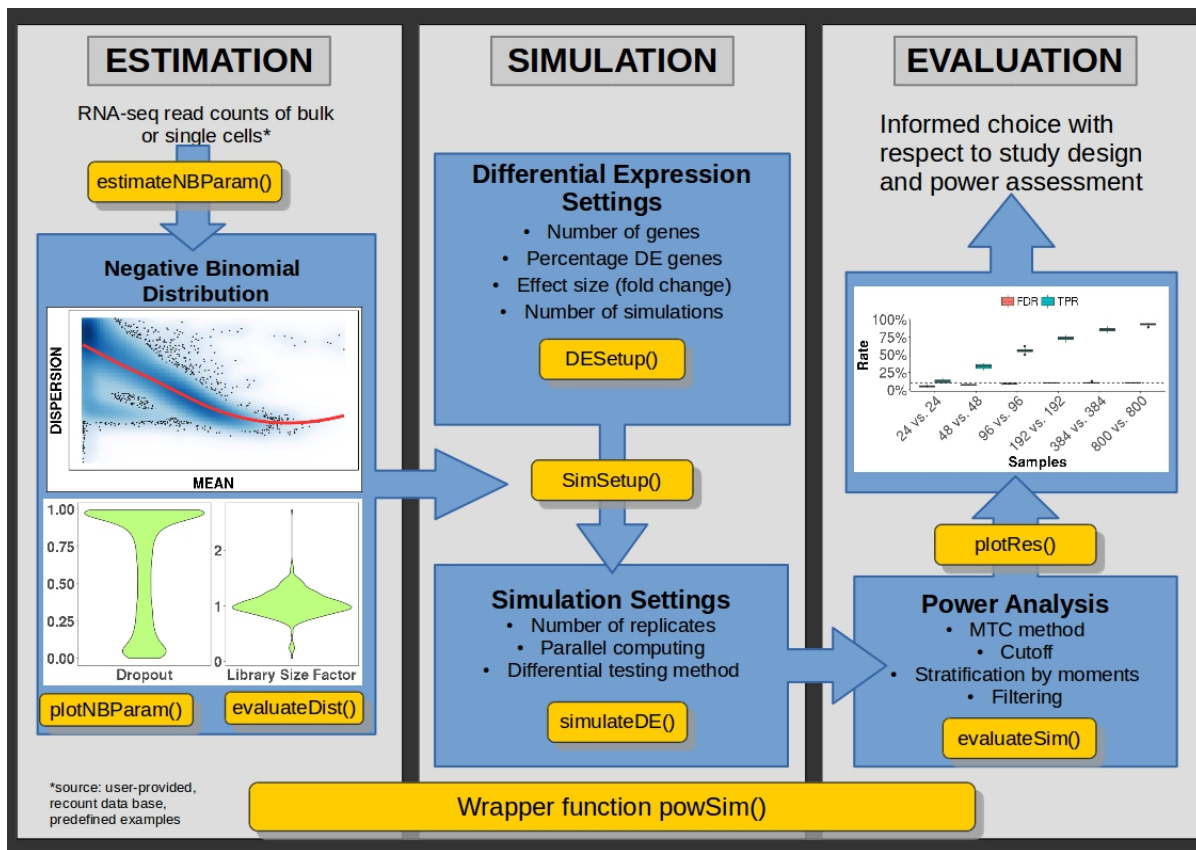 ESTIMATION
RNA-seq read counts of bulk
or single cells*
estimateNBParam()
Negative Binomial
Distribution
DISPERSION
MEAN
1.00
0.75
0.50
0.25
0.00
Dropout
2
1
0
Library Size Factor
plotNBParam()
evaluateDist()
*source: user-provided,
recount data base,
predefined examples
SIMULATION
Differential Expression
Settings
• Number of genes
• Percentage DE genes
• Effect size (fold change)
• Number of simulations
DESetup()
SimSetup()
Simulation Settings
• Number of replicates
• Parallel computing
• Differential testing method
simulateDE()
EVALUATION
Informed choice with
respect to study design
and power assessment
FDR TPR
Rate
100%
75%
50%
25%
0%
24 vs. 24
48 vs. 48
96 vs. 96
192 vs. 192
384 vs. 384
800 vs. 800
Samples
plotRes()
Power Analysis
• MTC method
• Cutoff
• Stratification by moments
• Filtering
evaluateSim()
Wrapper function powSim()